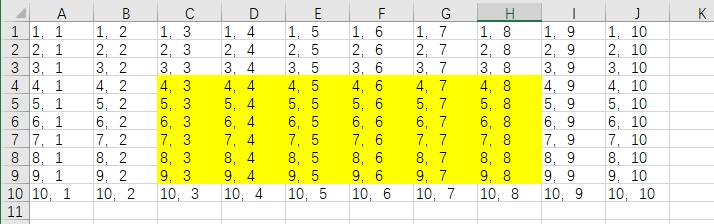 A B C D E F G H I J K
1 1, 1 1, 2 1, 3 1, 4 1, 5 1, 6 1, 7 1, 8 1, 9 1, 10
2 2, 1 2, 2 2, 3 2, 4 2, 5 2, 6 2, 7 2, 8 2, 9 2, 10
3 3, 1 3, 2 3, 3 3, 4 3, 5 3, 6 3, 7 3, 8 3, 9 3, 10
4 4, 1 4, 2 4, 3 4, 4 4, 5 4, 6 4, 7 4, 8 4, 9 4, 10
5 5, 1 5, 2 5, 3 5, 4 5, 5 5, 6 5, 7 5, 8 5, 9 5, 10
6 6, 1 6, 2 6, 3 6, 4 6, 5 6, 6 6, 7 6, 8 6, 9 6, 10
7 7, 1 7, 2 7, 3 7, 4 7, 5 7, 6 7, 7 7, 8 7, 9 7, 10
8 8, 1 8, 2 8, 3 8, 4 8, 5 8, 6 8, 7 8, 8 8, 9 8, 10
9 9, 1 9, 2 9, 3 9, 4 9, 5 9, 6 9, 7 9, 8 9, 9 9, 10
10 10, 1 10, 2 10, 3 10, 4 10, 5 10, 6 10, 7 10, 8 10, 9 10, 10
11